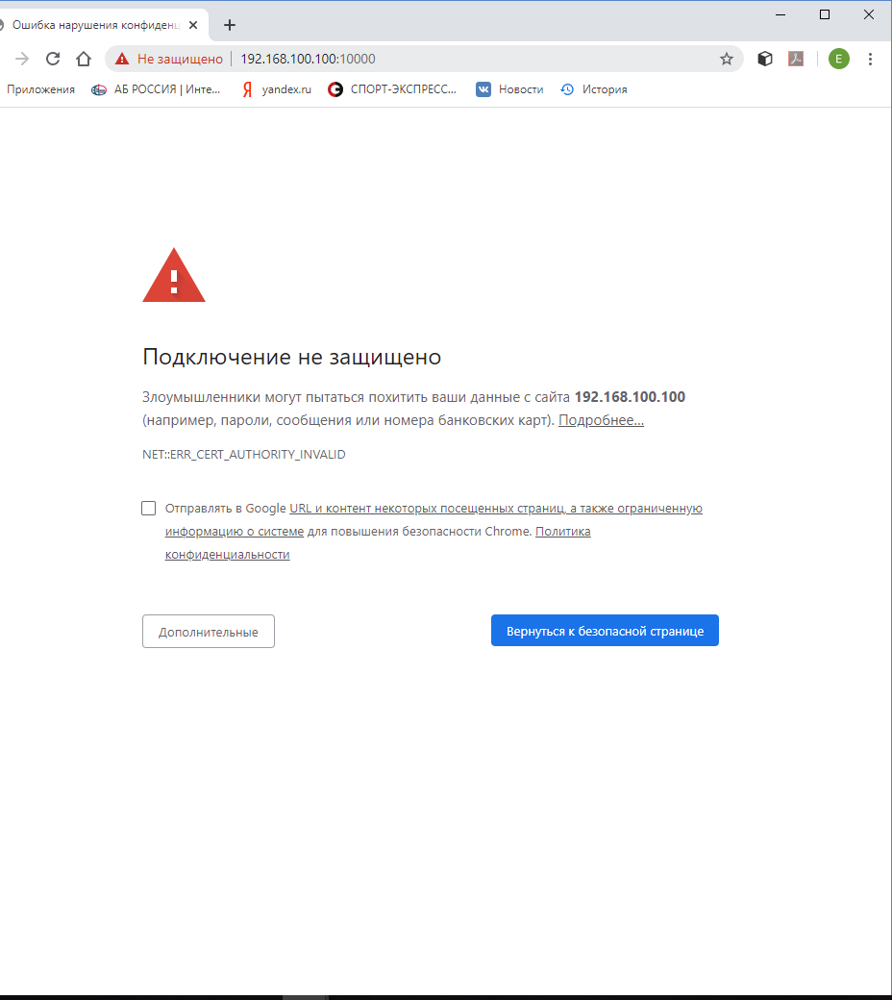 Ошибка нарушения конфиденц
Не защищено 192.168.100.100:10000
E
Приложения АБ РОССИЯ | Инте... yandex.ru СПОРТ-ЭКСПРЕСС... Новости История
Подключение не защищено
Злоумышленники могут пытаться похитить ваши данные с сайта 192.168.100.100
(например, пароли, сообщения или номера банковских карт). Подробнее...
NET::ERR_CERT_AUTHORITY_INVALID
Отправлять в Google URL и контент некоторых посещенных страниц, а также ограниченную
информацию о системе для повышения безопасности Chrome. Политика
конфиденциальности
Дополнительные
Вернуться к безопасной странице